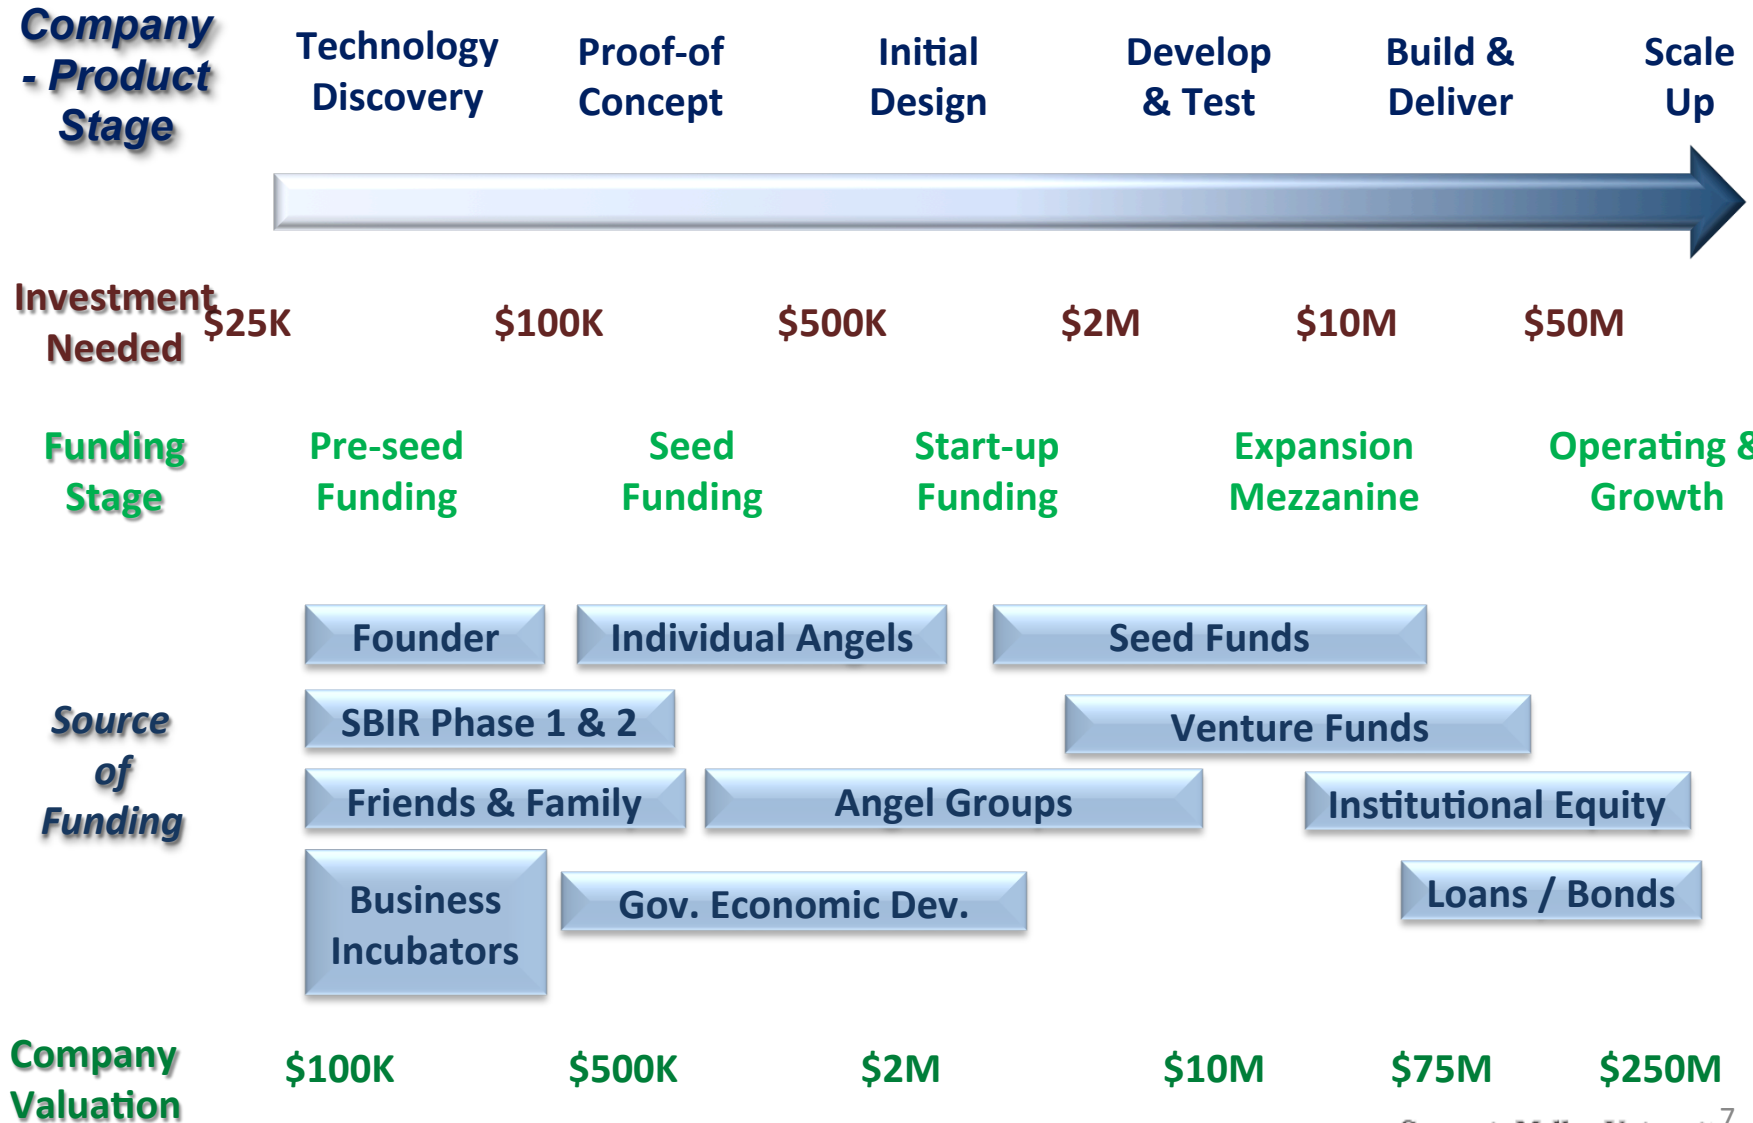 Company
- Product
Stage
Technology
Discovery
Proof-of
Concept
Initial
Design
Develop
& Test
Build &
Deliver
Scale
Up
Investment
Needed
$25K
$100K
$500K
$2M
$10M
$50M
Funding
Stage
Pre-seed
Funding
Seed
Funding
Start-up
Funding
Expansion
Mezzanine
Operating &
Growth
Source
of
Funding
Founder
Individual Angels
Seed Funds
SBIR Phase 1 & 2
Venture Funds
Friends & Family
Angel Groups
Institutional Equity
Business
Incubators
Gov. Economic Dev.
Loans / Bonds
Company
Valuation
$100K
$500K
$2M
$10M
$75M
$250M
7